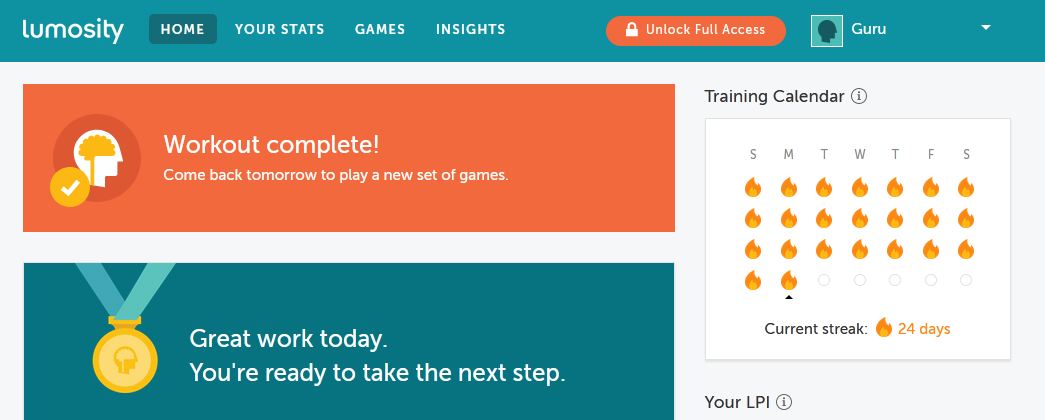 lumosity HOME YOUR STATS GAMES INSIGHTS Unlock Full Access Guru
Workout complete!
Come back tomorrow to play a new set of games.
Great work today.
You're ready to take the next step.
Training Calendar
S M T W T F S
Current streak: 24 days
Your LPI